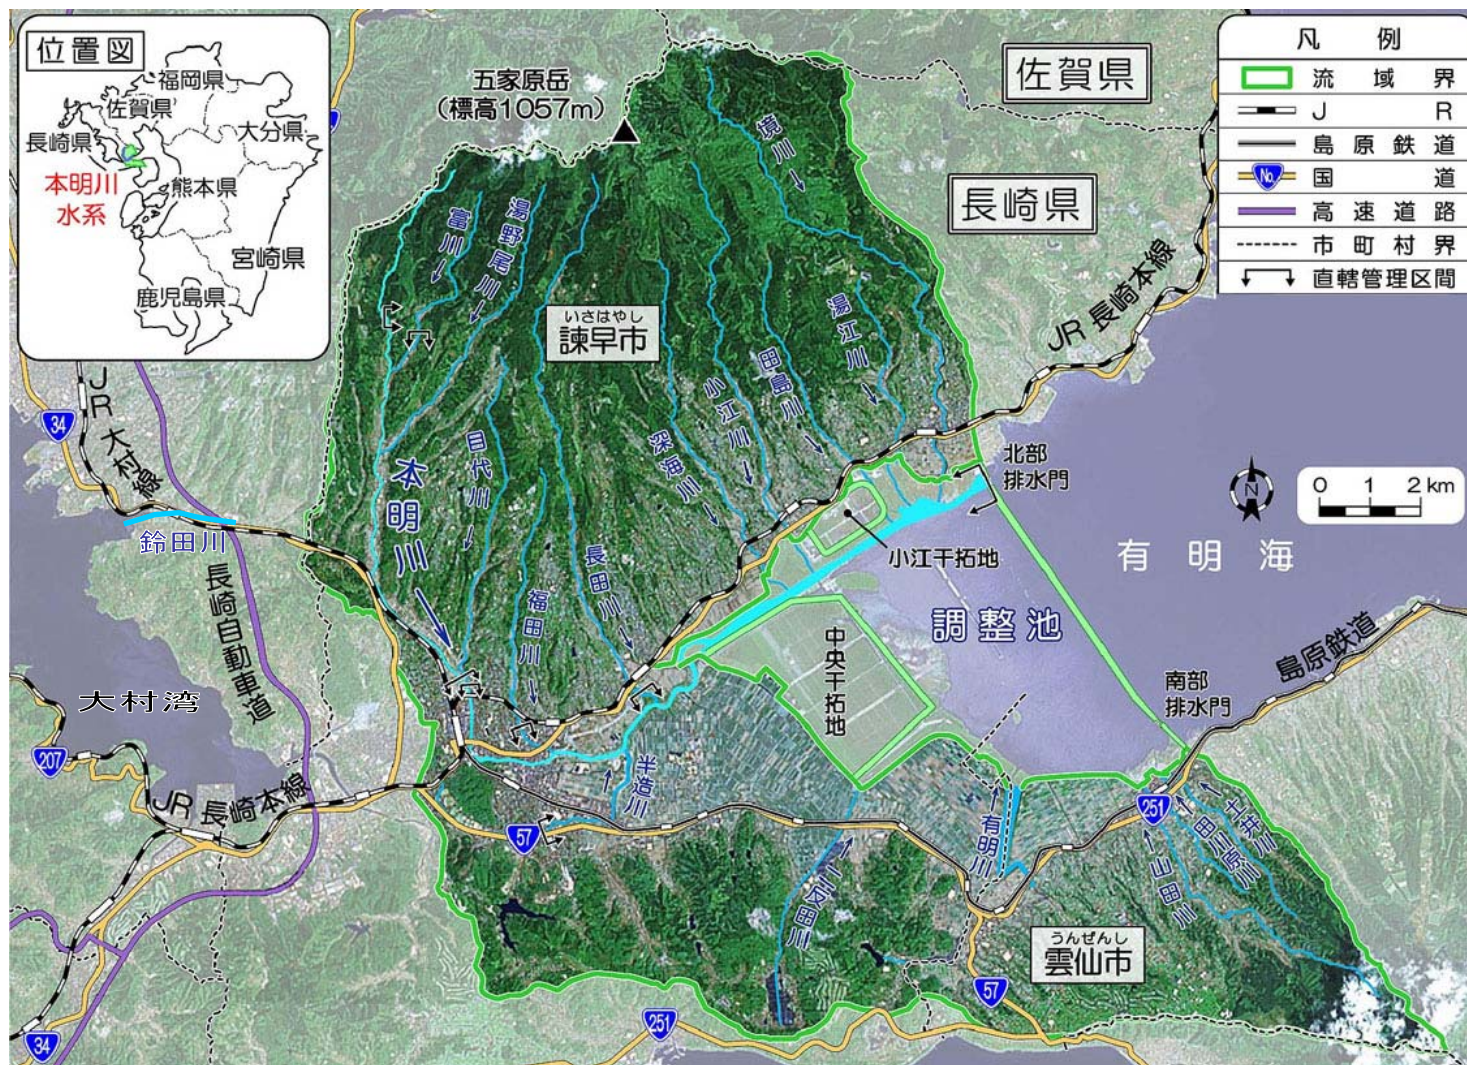 位置図
福岡県
佐賀県
大分県
長崎県
本明川
水系
熊本県
宮崎県
鹿児島県
五家原岳
(標高1057m)
佐賀県
長崎県
凡例
流域界
JR
島原鉄道
No.
国道
高速道路
市町村界
直轄管理区間
境川
富川
湯野尾川
いさはやし
諫早市
湯江川
田島川
小江川
深海川
目代川
本明川
福田川
長田川
JR長崎本線
JR大村線
34
鈴田川
長崎自動車道
大村湾
207
JR長崎本線
34
北部
排水門
小江干拓地
調整池
中央干拓地
有明海
N
0 1 2 km
島原鉄道
南部
排水門
半造川
57
251
有明川
二反田川
土井川
田川原川
山田川
うんぜんし
雲仙市
57
251